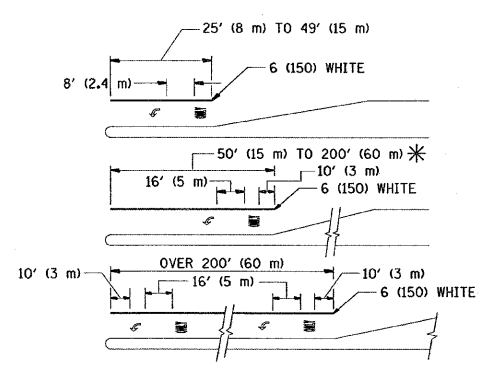 25' (8 m) TO 49' (15 m)
6 (150) WHITE
8' (2.4 m)
50' (15 m) TO 200' (60 m) *
16' (5 m)
10' (3 m)
6 (150) WHITE
OVER 200' (60 m)
10' (3 m)
16' (5 m)
10' (3 m)
6 (150) WHITE